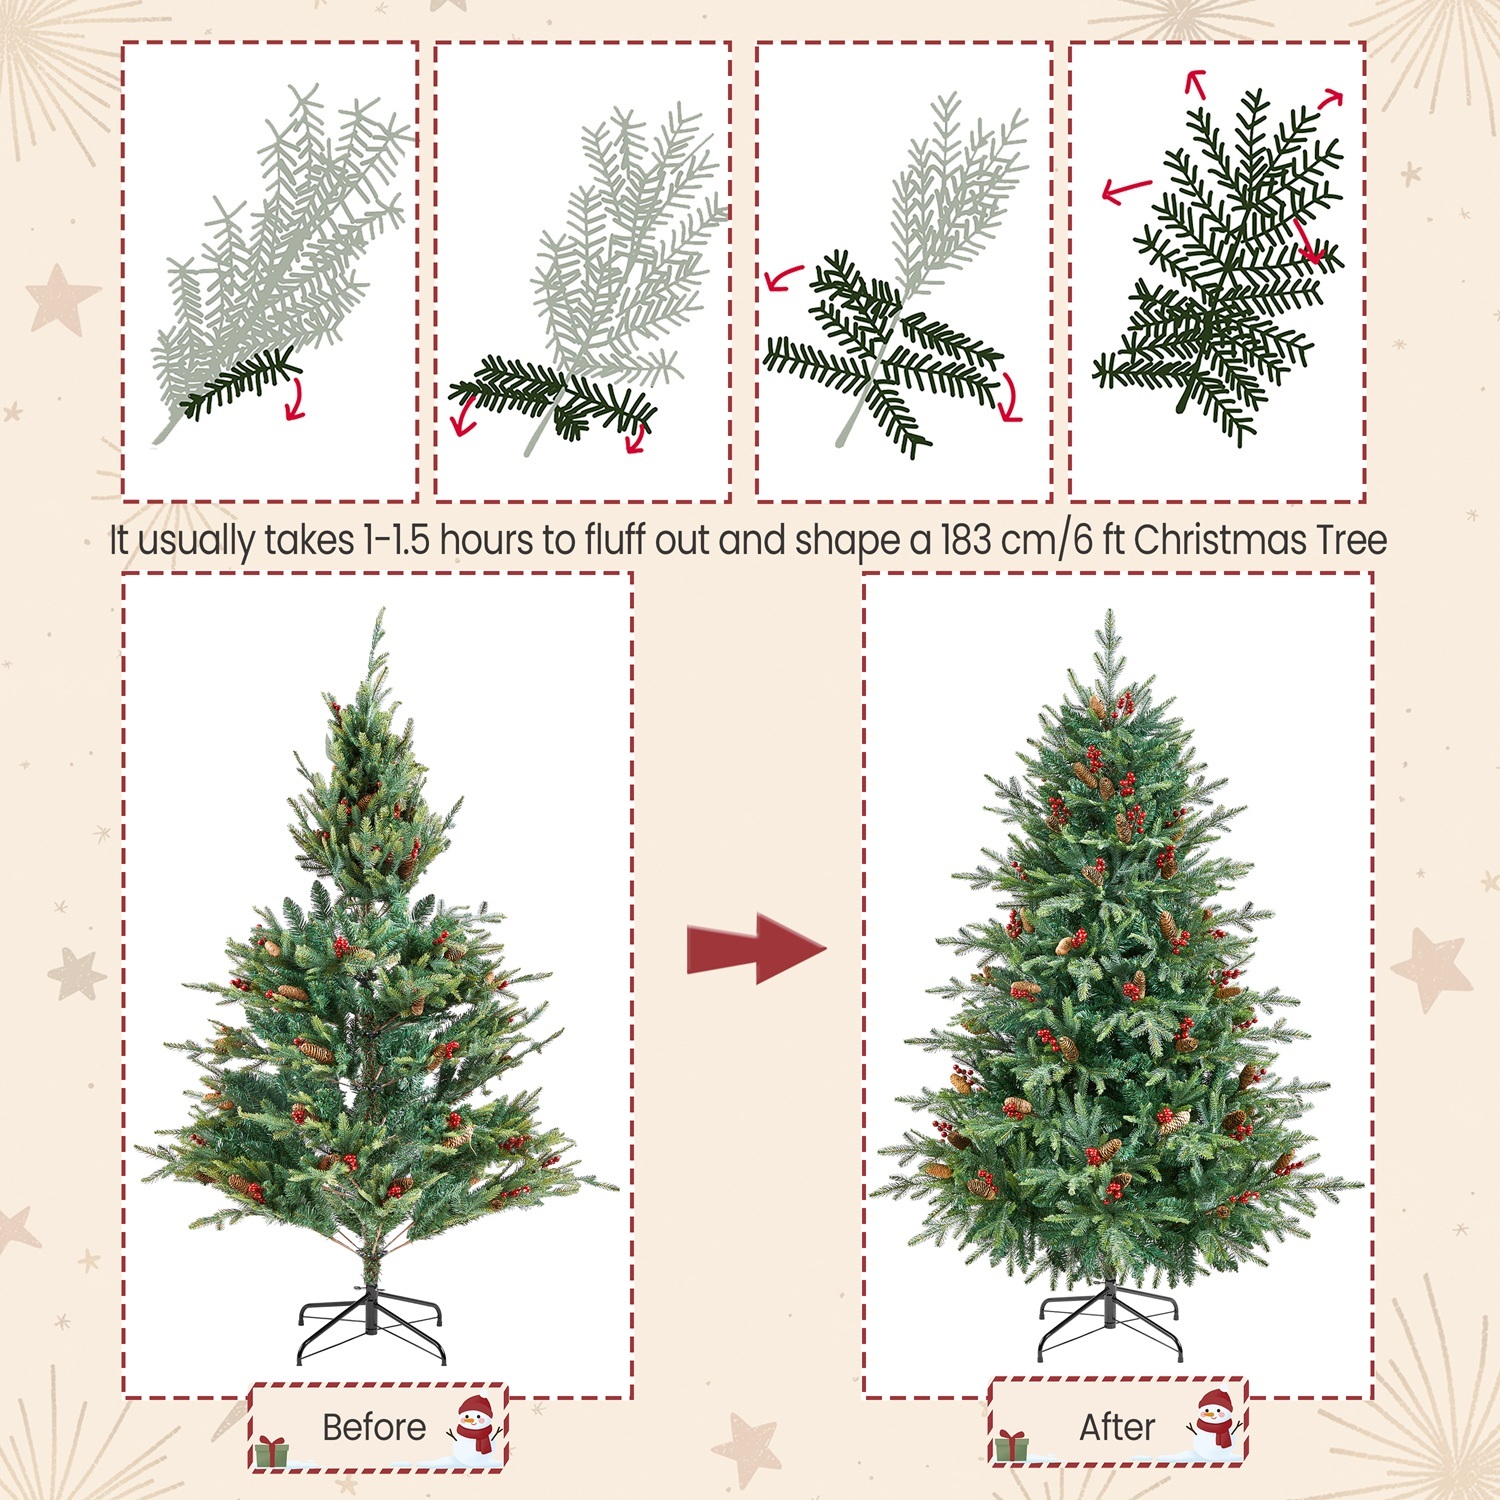 It usually takes 1-1.5 hours to fluff out and shape a 183 cm/6 ft Christmas Tree
Before
After